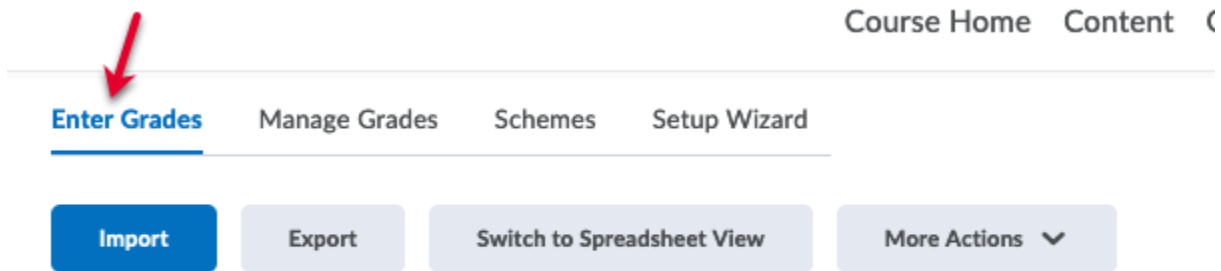 Course Home Content
Enter Grades Manage Grades Schemes Setup Wizard
Import Export Switch to Spreadsheet View More Actions